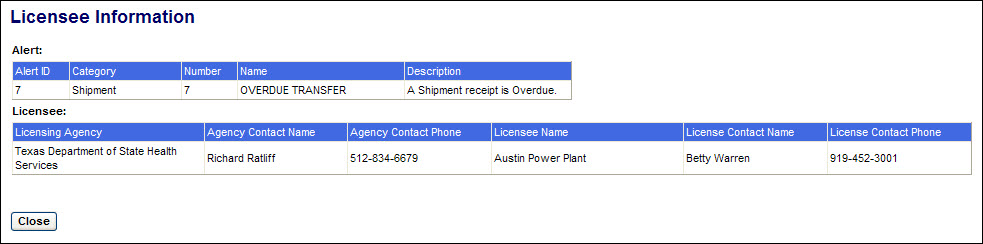 Licensee Information
Alert:
Alert ID Category Number Name Description
7 Shipment 7 OVERDUE TRANSFER A Shipment receipt is Overdue.
Licensee:
Licensing Agency Agency Contact Name Agency Contact Phone Licensee Name License Contact Name License Contact Phone
Texas Department of State Health
Services Richard Ratliff 512-834-6679 Austin Power Plant Betty Warren 919-452-3001
Close